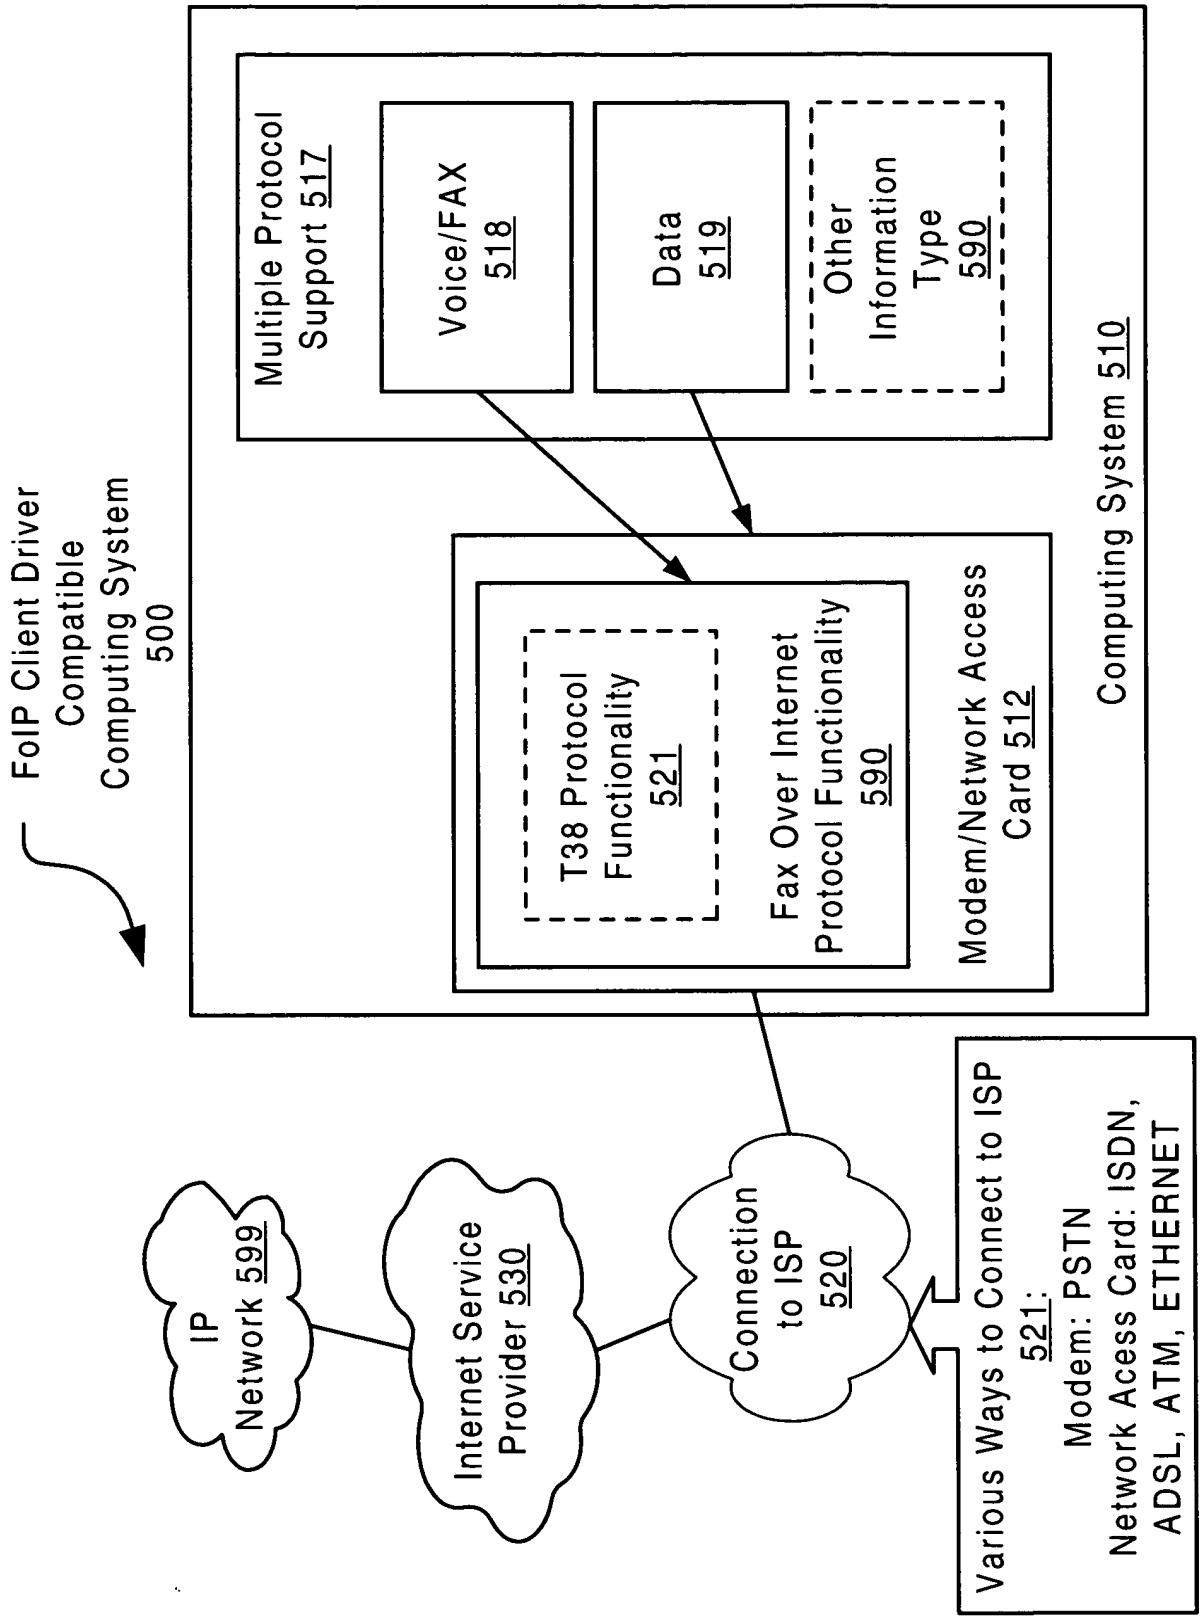 FoIP Client Driver
Compatible
Computing System
500
Multiple Protocol
Support 517
Voice/FAX
518
Data
519
Other
Information
Type
590
T38 Protocol
Functionality
521
Fax Over Internet
Protocol Functionality
590
Modem/Network Access
Card 512
Computing System 510
IP
Network 599
Internet Service
Provider 530
Connection
to ISP
520
Various Ways to Connect to ISP
521:
Modem: PSTN
Network Acess Card: ISDN,
ADSL, ATM, ETHERNET